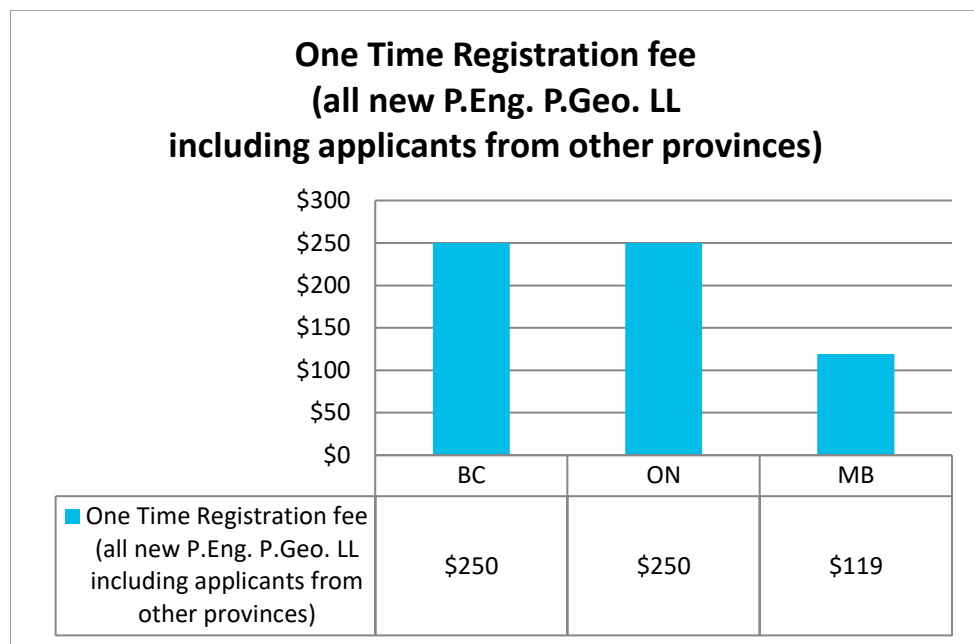 One Time Registration fee
(all new P.Eng. P.Geo. LL
including applicants from other provinces)
$300
$250
$200
$150
$100
$50
$0
BC ON MB
One Time Registration fee
(all new P.Eng. P.Geo. LL
including applicants from
other provinces)
$250 $250 $119